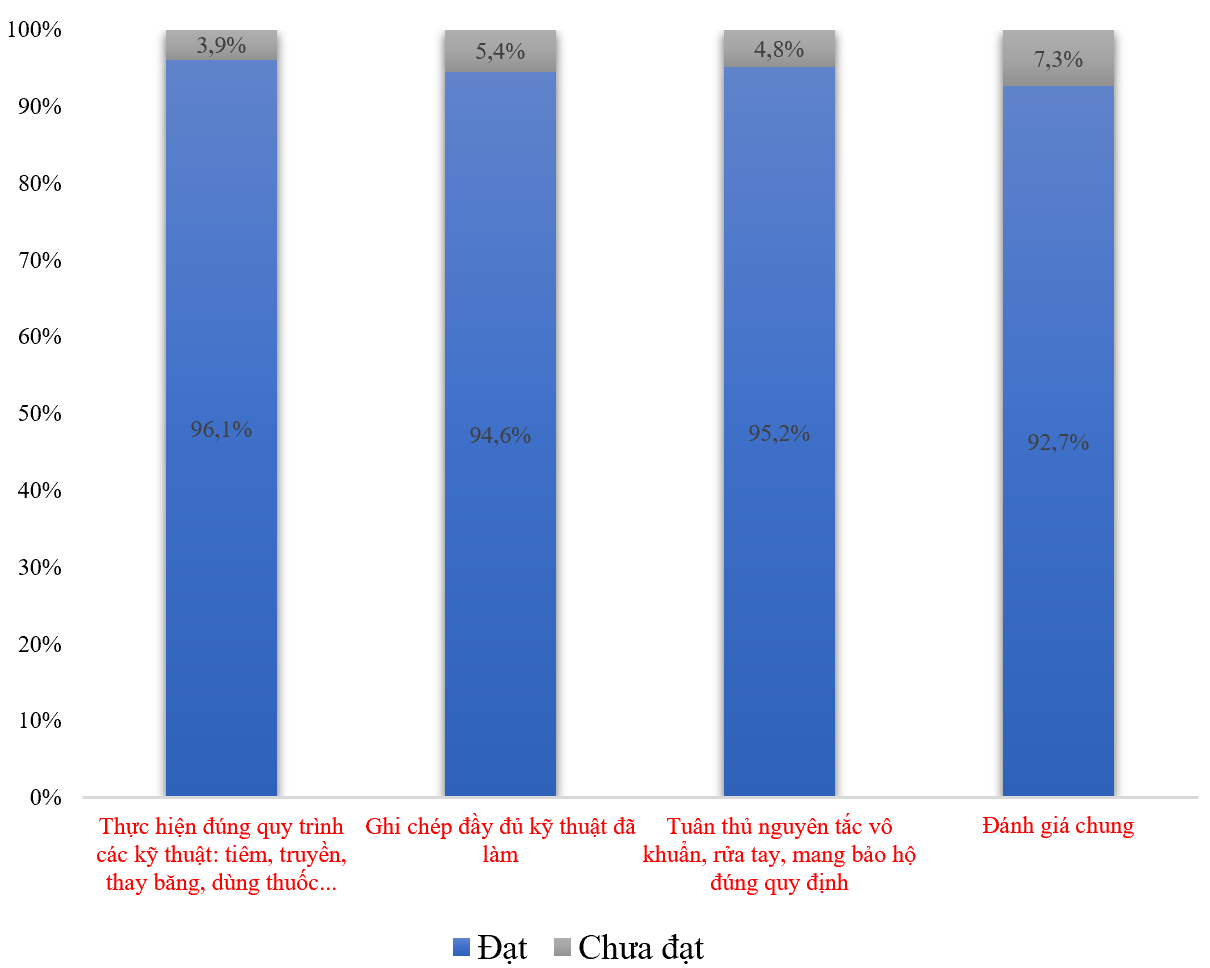 100%
90%
80%
70%
60%
50%
40%
30%
20%
10%
0%
3,9%
5,4%
4,8%
7,3%
96,1%
94,6%
95,2%
92,7%
Thực hiện đúng quy trình
các kỹ thuật: tiêm, truyền,
thay băng, dùng thuốc...
Ghi chép đầy đủ kỹ thuật đã
làm
Tuân thủ nguyên tắc vô
khuẩn, rửa tay, mang bảo hộ
đúng quy định
Đánh giá chung
Đạt
Chưa đạt